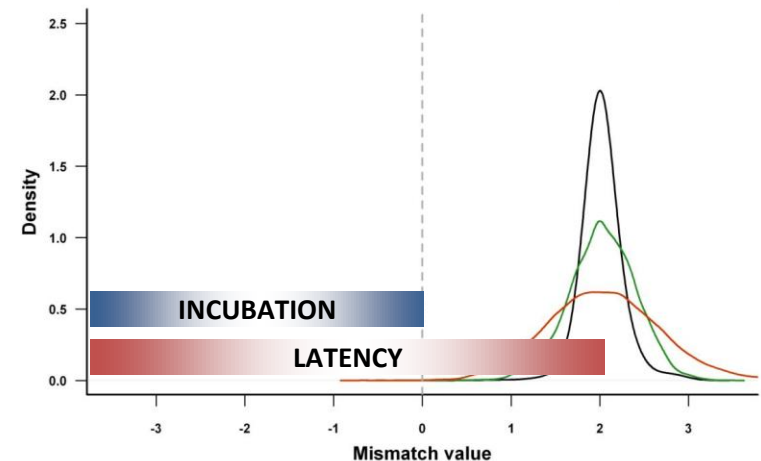 2.5
2.0
1.5
1.0
0.5
0.0
Density
INCUBATION
LATENCY
-3 -2 -1 0 1 2 3
Mismatch value